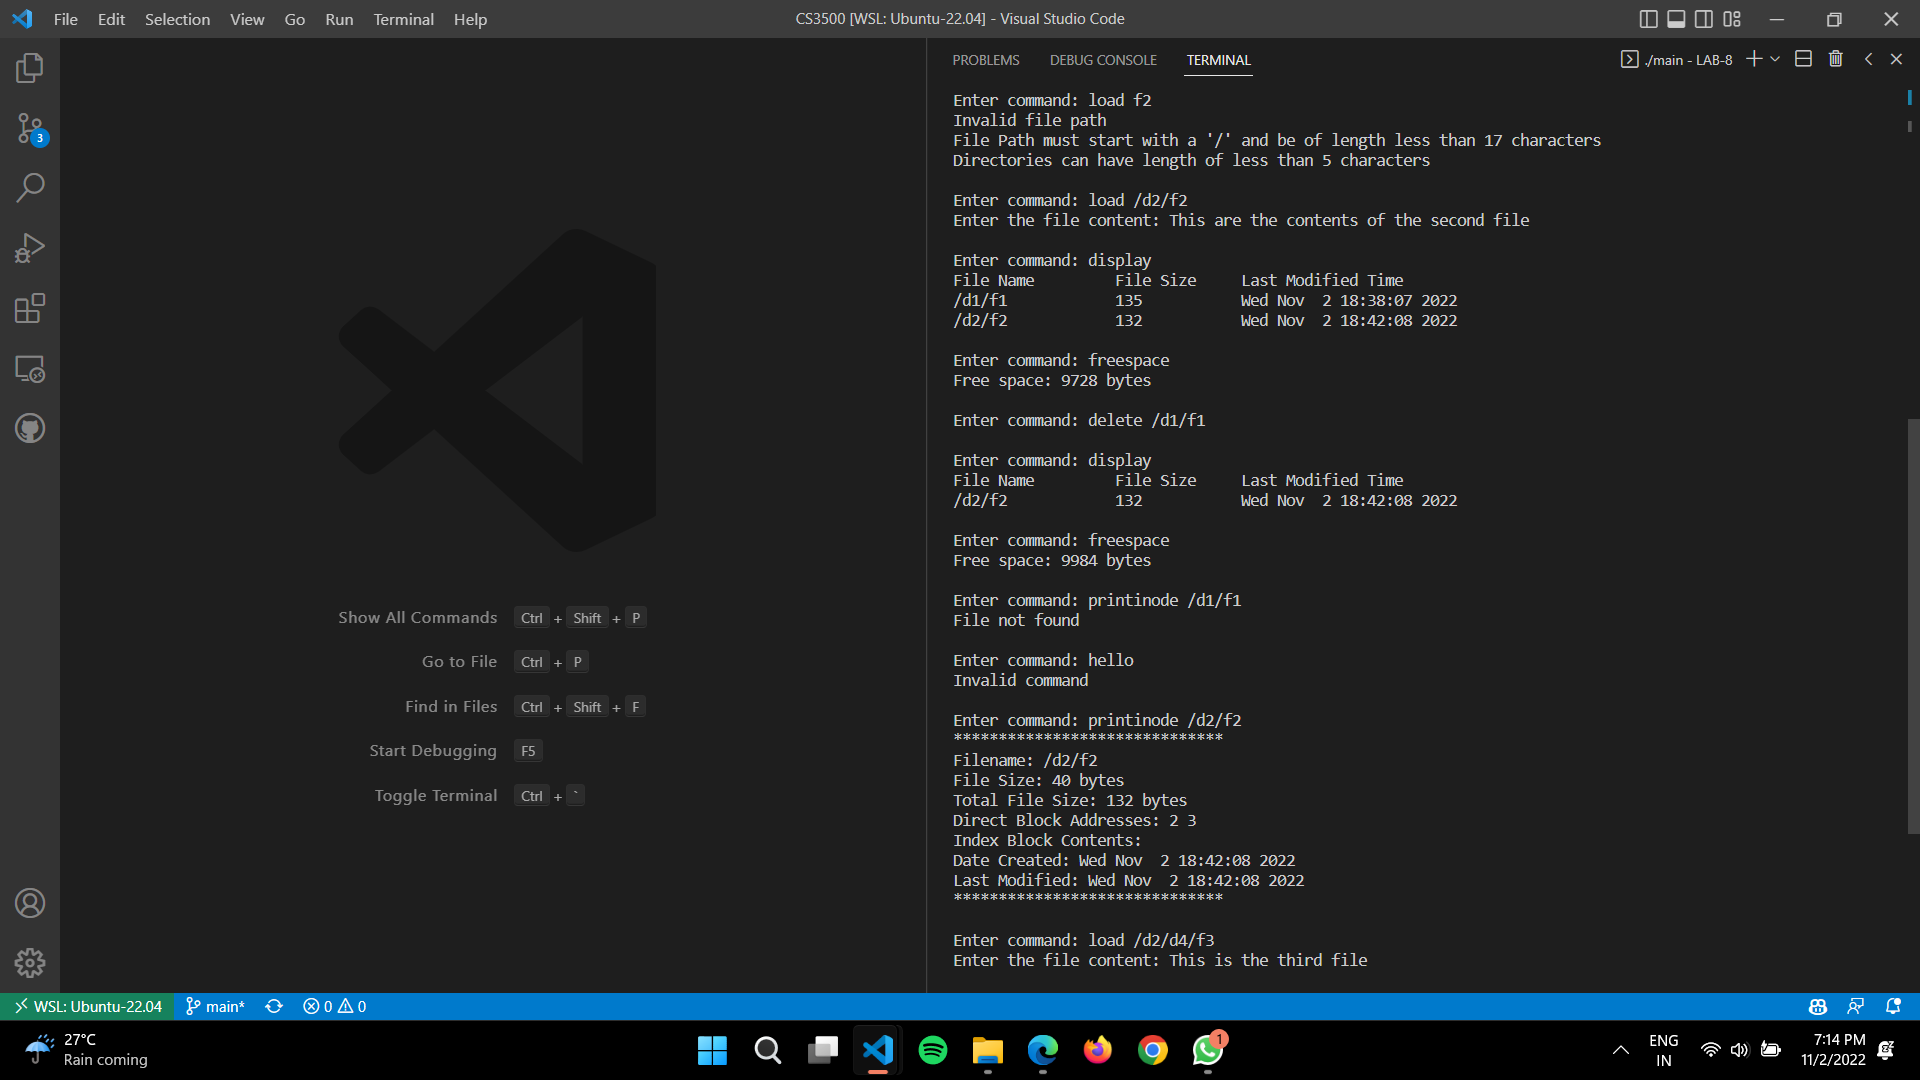 File Edit Selection View Go Run Terminal Help
CS3500 [WSL: Ubuntu-22.04] - Visual Studio Code
3
Show All Commands Ctrl + Shift + P
Go to File Ctrl + P
Find in Files Ctrl + Shift + F
Start Debugging F5
Toggle Terminal Ctrl + `
PROBLEMS DEBUG CONSOLE TERMINAL
./main - LAB-8
Enter command: load f2
Invalid file path
File Path must start with a '/' and be of length less than 17 characters
Directories can have length of less than 5 characters
Enter command: load /d2/f2
Enter the file content: This are the contents of the second file
Enter command: display
File Name File Size Last Modified Time
/d1/f1 135 Wed Nov  2 18:38:07 2022
/d2/f2 132 Wed Nov  2 18:42:08 2022
Enter command: freespace
Free space: 9728 bytes
Enter command: delete /d1/f1
Enter command: display
File Name File Size Last Modified Time
/d2/f2 132 Wed Nov  2 18:42:08 2022
Enter command: freespace
Free space: 9984 bytes
Enter command: printinode /d1/f1
File not found
Enter command: hello
Invalid command
Enter command: printinode /d2/f2
******************************
Filename: /d2/f2
File Size: 40 bytes
Total File Size: 132 bytes
Direct Block Addresses: 2 3
Index Block Contents:
Date Created: Wed Nov  2 18:42:08 2022
Last Modified: Wed Nov  2 18:42:08 2022
******************************
Enter command: load /d2/d4/f3
Enter the file content: This is the third file
WSL: Ubuntu-22.04 main* 0 0
27°C
Rain coming
1
ENG
IN
7:14 PM
11/2/2022